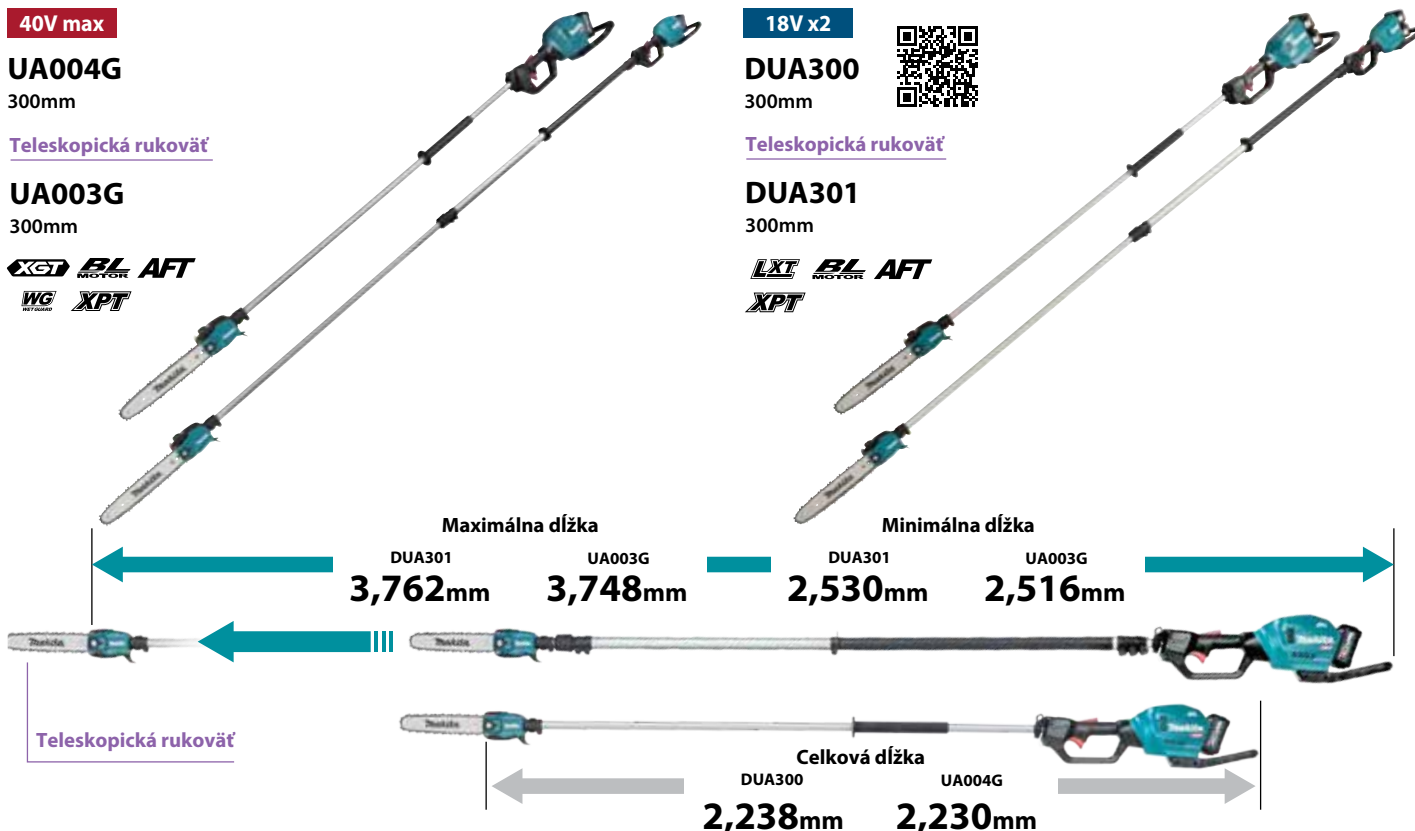 40V max
UA004G
300mm
Teleskopická rukoväť
UA003G
300mm
XGT BL MOTOR AFT
WG WET GUARD XPT
18V x2
DUA300
300mm
Teleskopická rukoväť
DUA301
300mm
LXT BL MOTOR AFT
XPT
Maximálna dĺžka
DUA301 UA003G
3,762mm 3,748mm
Minimálna dĺžka
DUA301 UA003G
2,530mm 2,516mm
Teleskopická rukoväť
Celková dĺžka
DUA300 UA004G
2,238mm 2,230mm